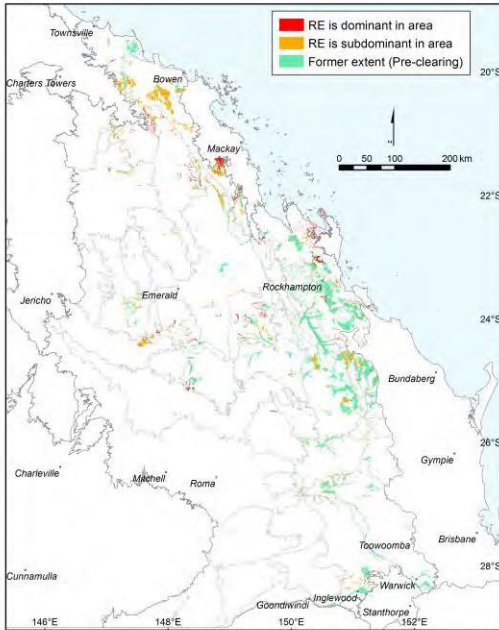 RE is dominant in area
RE is subdominant in area
Former extent (Pre-clearing)
Townsville
Charters Towers
Bowen
20°S
z
0 50 100 200 km
Mackay
22°S
Jericho
Emerald
Rockhampton
24°S
Bundaberg
26°S
Charleville
Mitchell
Roma
Gympie
Toowoomba
Brisbane
28°S
Cunnamulla
Warwick
Goondiwindi
Inglewood
Stanthorpe
146°E
148°E
150°E
152°E